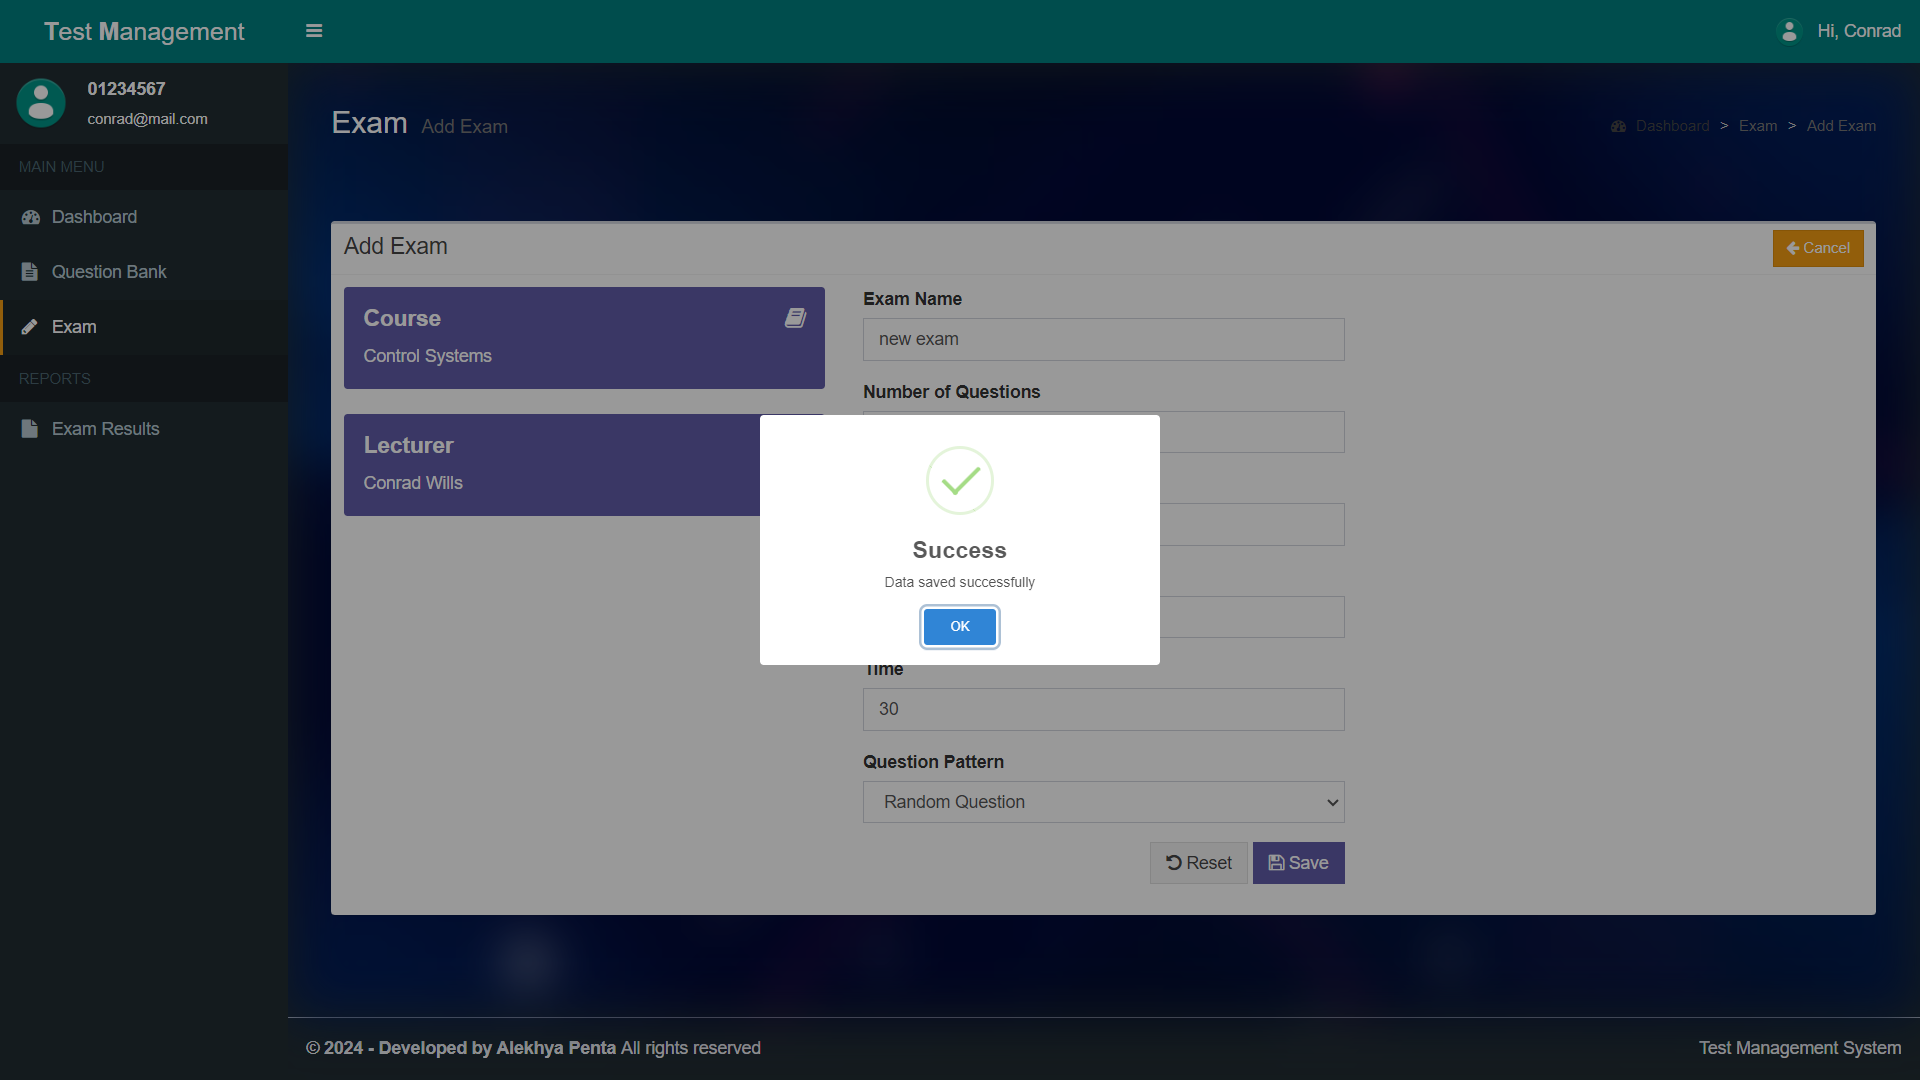 Test Management
Hi, Conrad
01234567
conrad@mail.com
MAIN MENU
Dashboard
Question Bank
Exam
REPORTS
Exam Results
Exam Add Exam
Dashboard > Exam > Add Exam
Add Exam
Cancel
Course
Control Systems
Lecturer
Conrad Wills
Exam Name
new exam
Number of Questions
Success
Data saved successfully
OK
Time
30
Question Pattern
Random Question
Reset
Save
© 2024 - Developed by Alekhya Penta All rights reserved
Test Management System